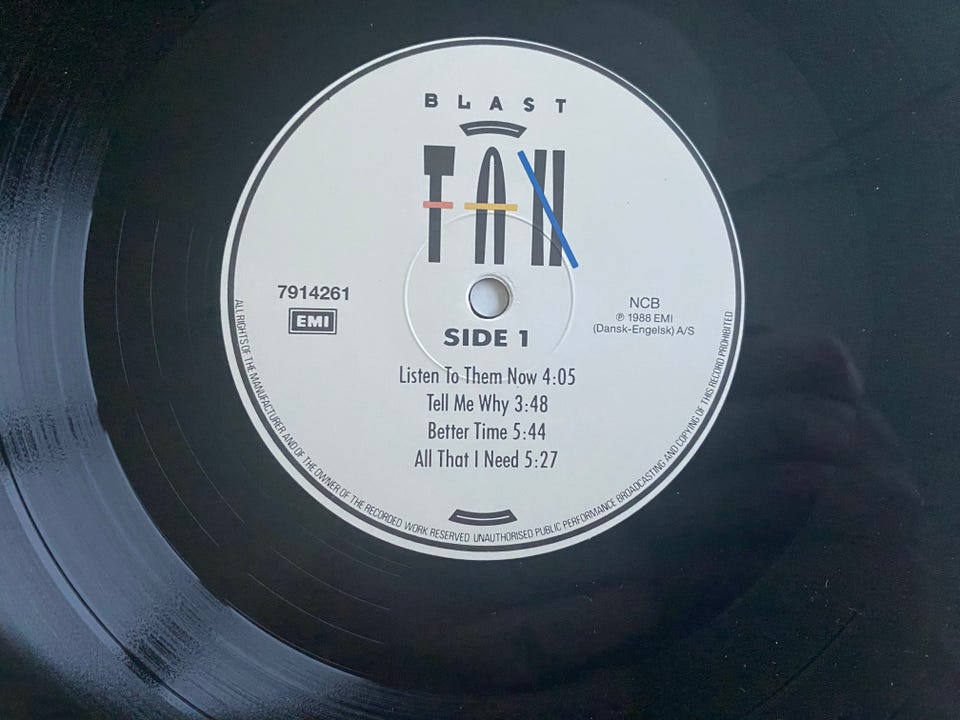 BLAST
TAN
7914261
EMI
NCB
℗ 1988 EMI
(Dansk-Engelsk) A/S
SIDE 1
Listen To Them Now 4:05
Tell Me Why 3:48
Better Time 5:44
All That I Need 5:27
ALL RIGHTS OF THE MANUFACTURER AND OF THE OWNER OF THE RECORDED WORK RESERVED UNAUTHORISED PUBLIC PERFORMANCE BROADCASTING AND COPYING OF THIS RECORD PROHIBITED